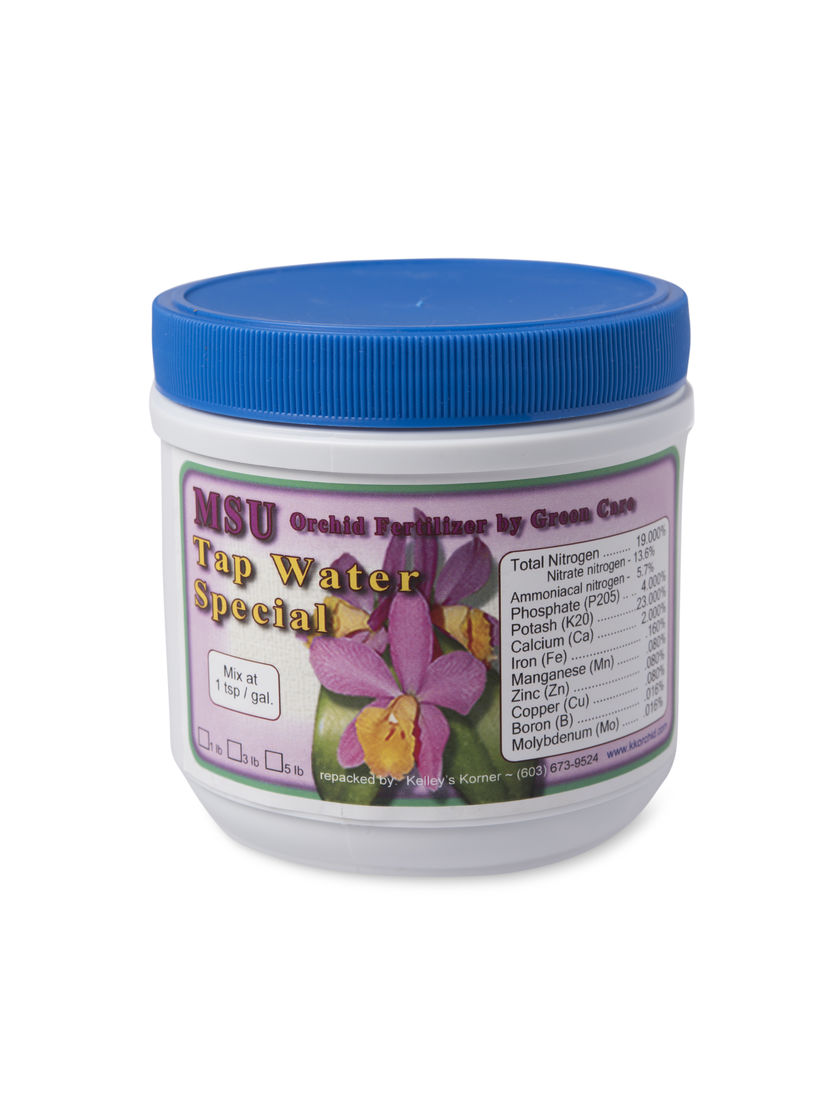 MSU Orchid Fertilizer by Green Care
Tap Water
Special
Mix at
1 tsp / gal.
1 lb 3 lb 5 lb
Total Nitrogen ........ 19.000%
Nitrate nitrogen - 13.6%
Ammoniacal nitrogen - 5.7%
Phosphate (P205) .. 4.000%
Potash (K20) ........... 23.000%
Calcium (Ca) ........... 2.000%
Iron (Fe) ................... .160%
Manganese (Mn) ...... .080%
Zinc (Zn) ................... .080%
Copper (Cu) ............. .080%
Boron (B) .................. .016%
Molybdenum (Mo) ..... .016%
repacked by: Kelley's Korner ~ (603) 673-9524 www.kkorchid.com